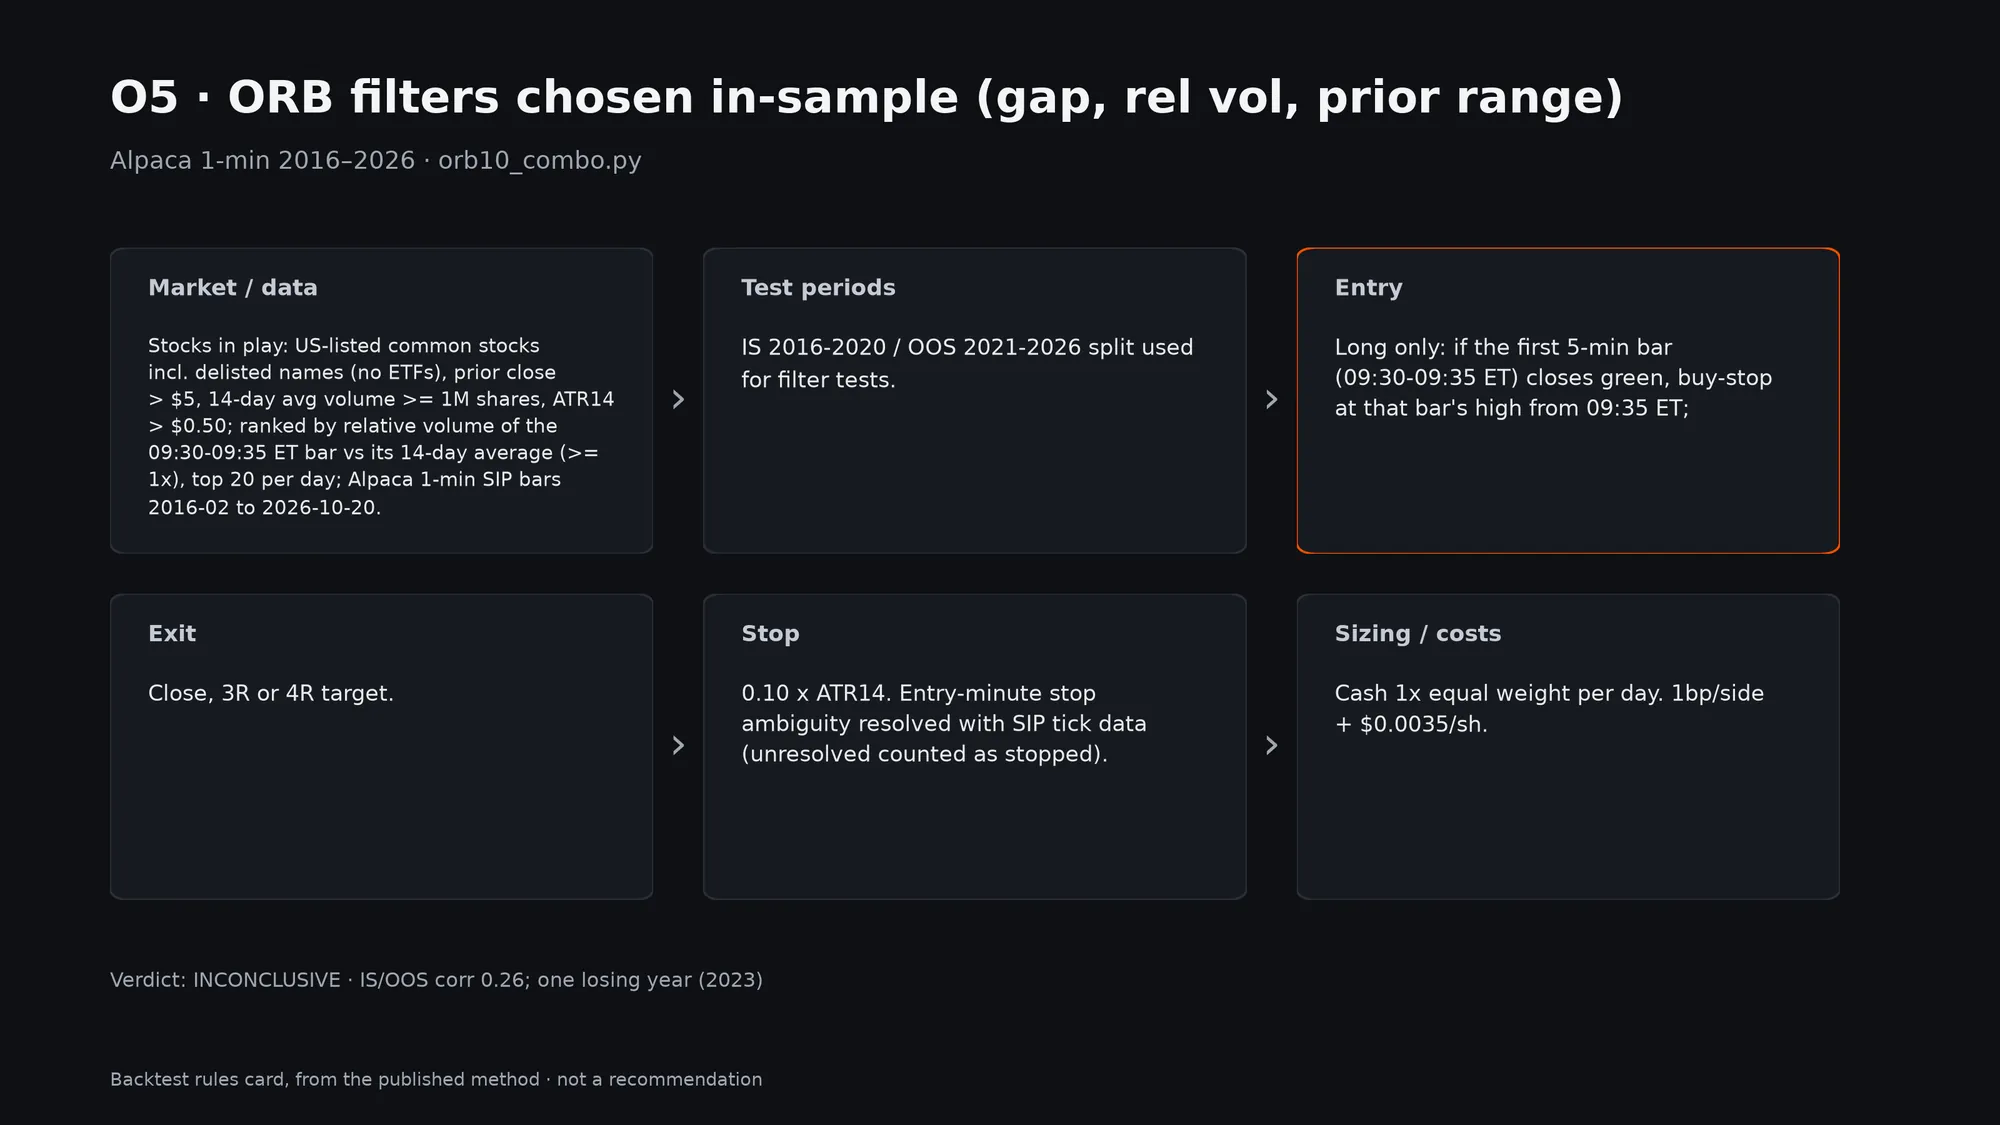 O5 · ORB filters chosen in-sample (gap, rel vol, prior range)
Alpaca 1-min 2016–2026 · orb10_combo.py
Market / data
Stocks in play: US-listed common stocks
incl. delisted names (no ETFs), prior close
> $5, 14-day avg volume >= 1M shares, ATR14
> $0.50; ranked by relative volume of the
09:30-09:35 ET bar vs its 14-day average (>=
1x), top 20 per day; Alpaca 1-min SIP bars
2016-02 to 2026-10-20.
›
Test periods
IS 2016-2020 / OOS 2021-2026 split used
for filter tests.
›
Entry
Long only: if the first 5-min bar
(09:30-09:35 ET) closes green, buy-stop
at that bar's high from 09:35 ET;
Exit
Close, 3R or 4R target.
›
Stop
0.10 x ATR14. Entry-minute stop
ambiguity resolved with SIP tick data
(unresolved counted as stopped).
›
Sizing / costs
Cash 1x equal weight per day. 1bp/side
+ $0.0035/sh.
Verdict: INCONCLUSIVE · IS/OOS corr 0.26; one losing year (2023)
Backtest rules card, from the published method · not a recommendation